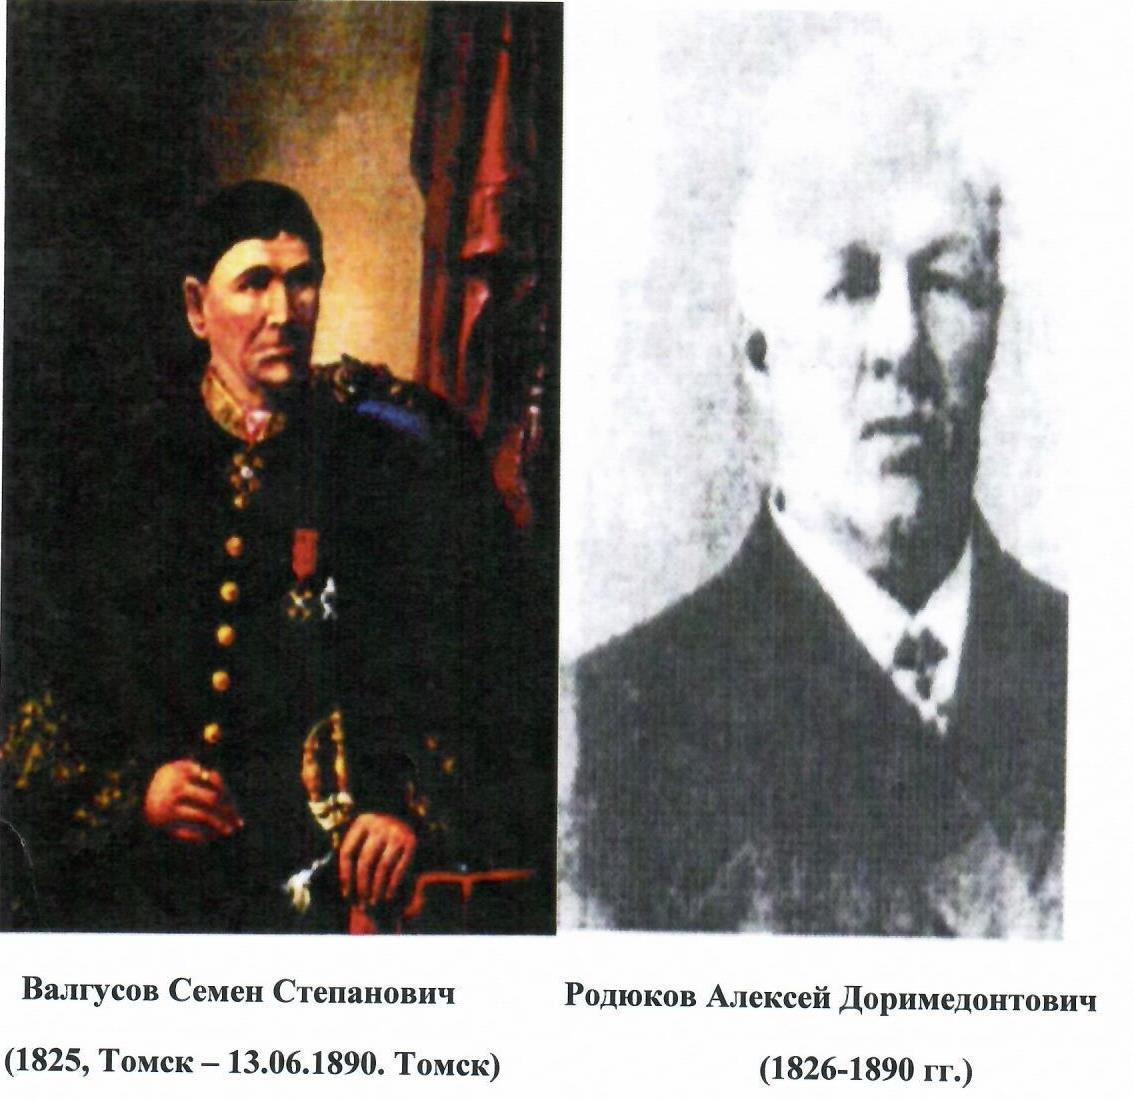 Валгусов Семен Степанович
(1825, Томск – 13.06.1890. Томск)
Родюков Алексей Доримедонтович
(1826-1890 гг.)